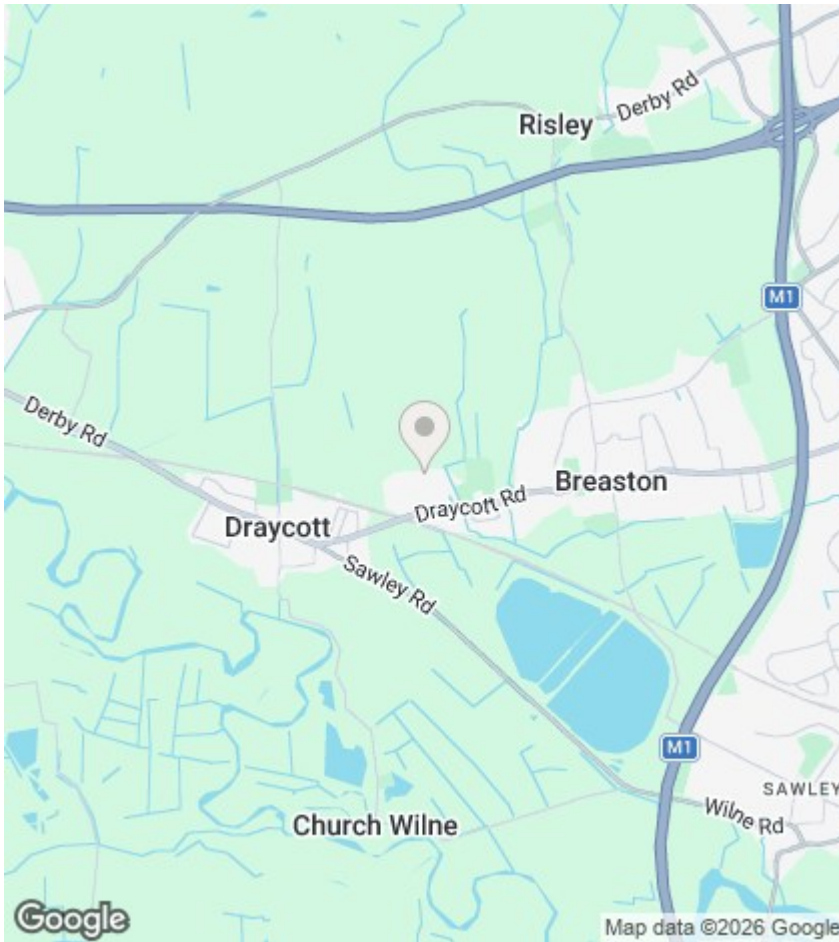 Derby Rd
Risley
M1
Derby Rd
Breaston
Draycott Rd
Draycott
Sawley Rd
M1
SAWLEY
Wilne Rd
Church Wilne
Google
Map data ©2026 Google